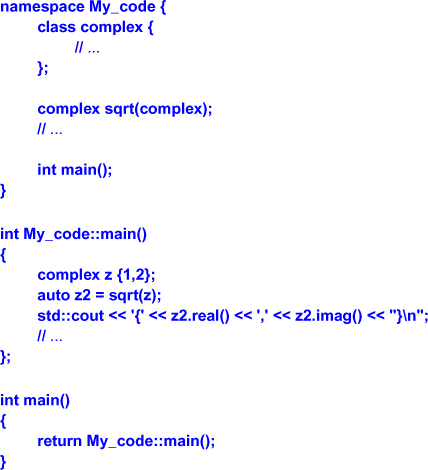 namespace My_code {
class complex {
// ...
};
complex sqrt(complex);
// ...
int main();
}
int My_code::main()
{
complex z {1,2};
auto z2 = sqrt(z);
std::cout << '{' << z2.real() << ',' << z2.imag() << "}\n";
// ...
};
int main()
{
return My_code::main();
}